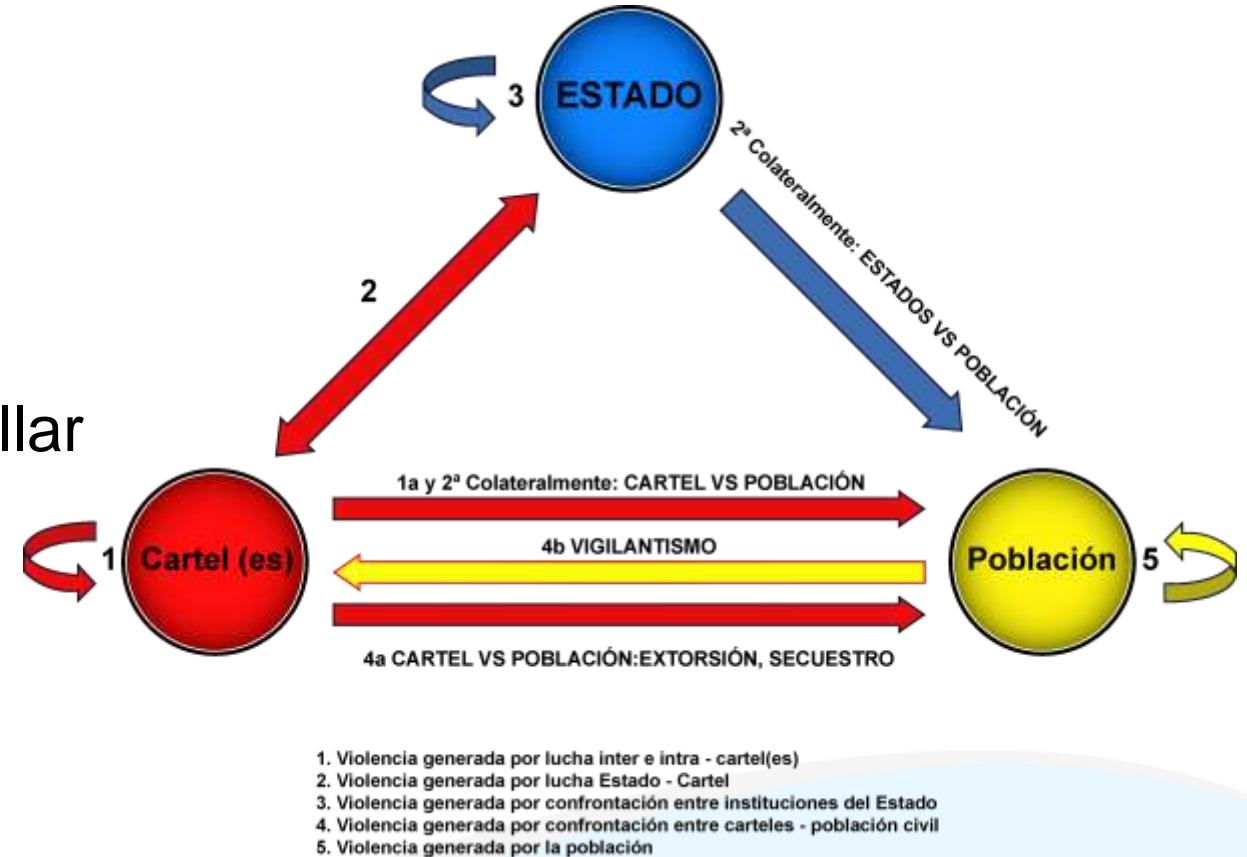 3
ESTADO
2ª Colateralmente: ESTADOS VS POBLACIÓN
2
llar
1a y 2ª Colateralmente: CARTEL VS POBLACIÓN
1
Cartel (es)
4b VIGILANTISMO
Población
5
4a CARTEL VS POBLACIÓN:EXTORSIÓN, SECUESTRO
1. Violencia generada por lucha inter e intra - cartel(es)
2. Violencia generada por lucha Estado - Cartel
3. Violencia generada por confrontación entre instituciones del Estado
4. Violencia generada por confrontación entre carteles - población civil
5. Violencia generada por la población